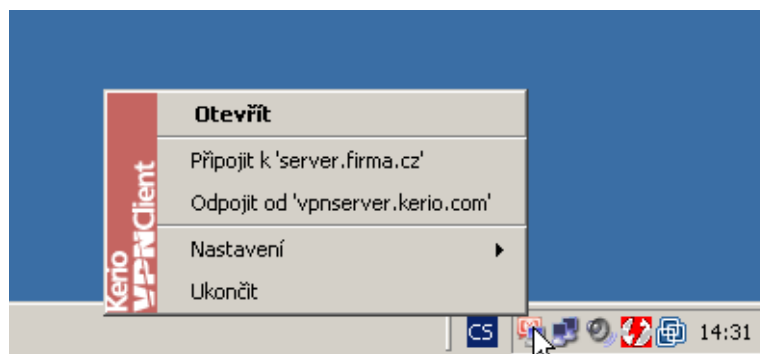 Otevřít
Připojit k 'server.firma.cz'
Odpojit od 'vpnserver.kerio.com'
Nastavení
Ukončit
Kerio
VPNClient
CS
14:31